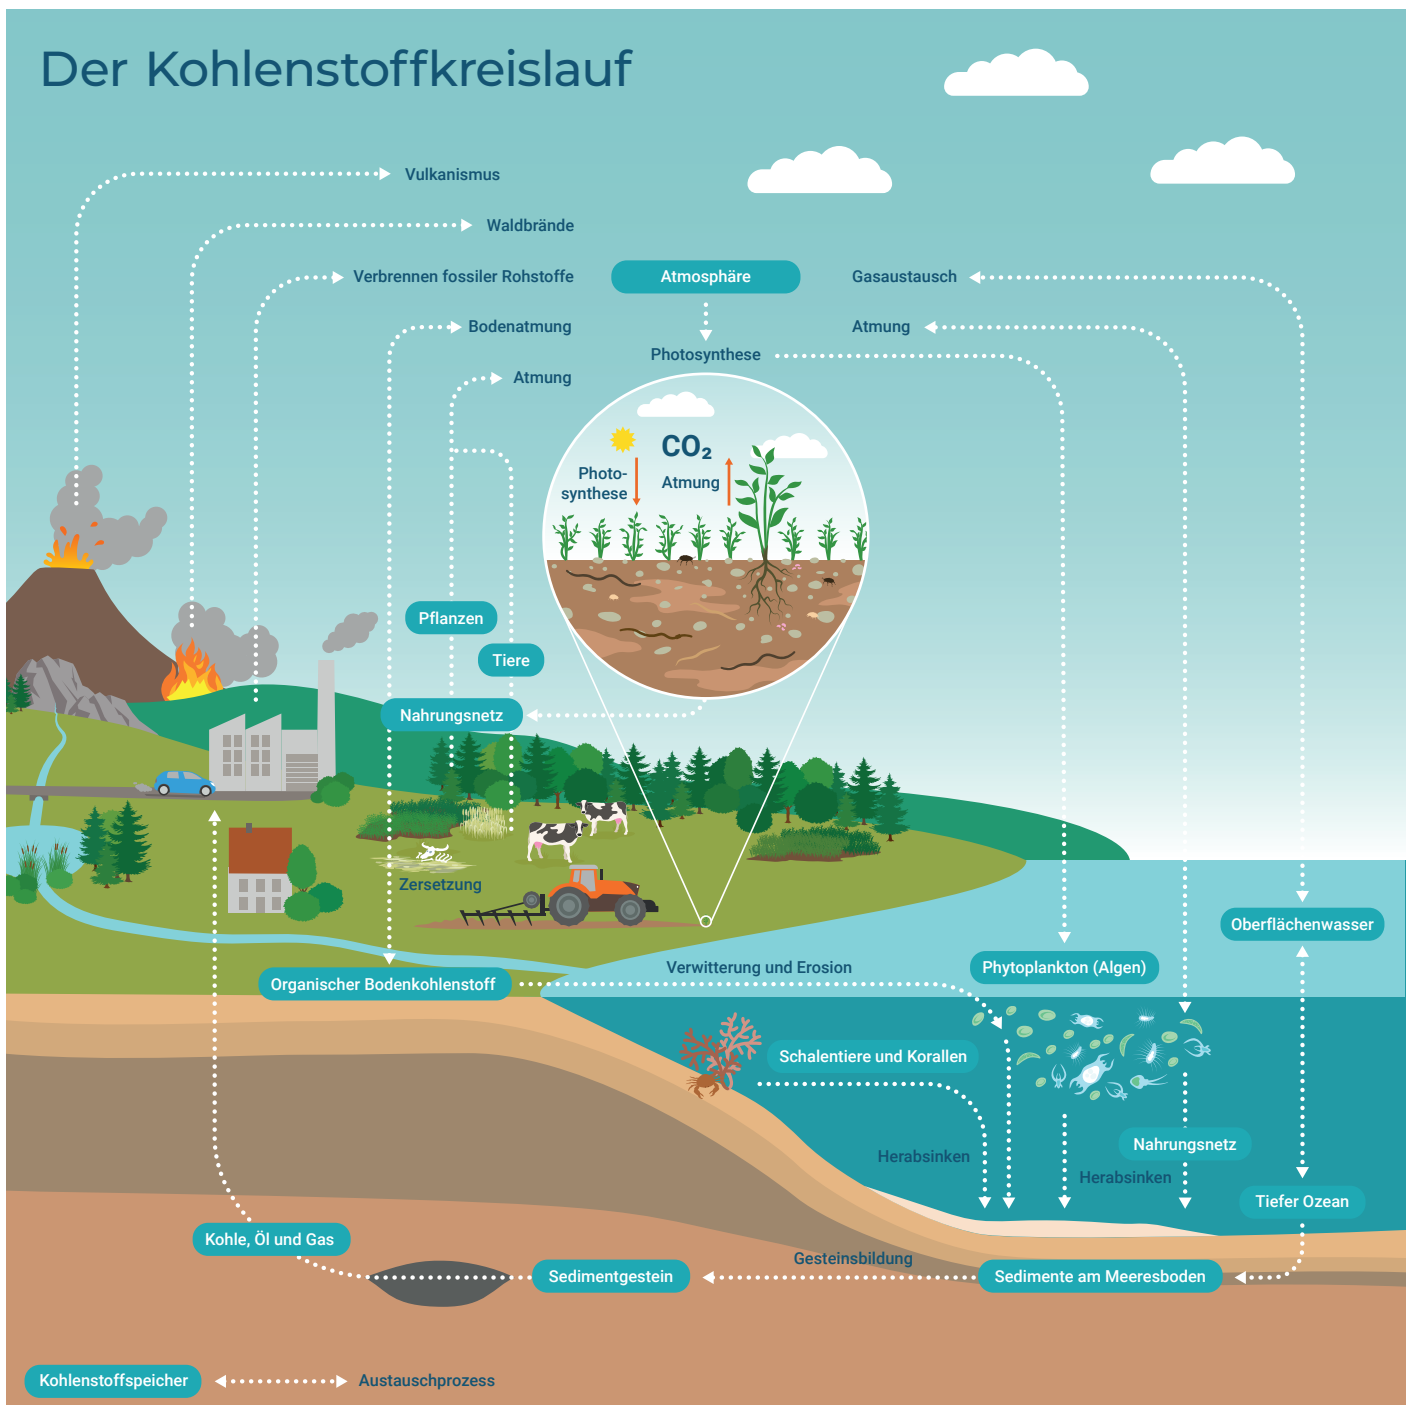 Der Kohlenstoffkreislauf
Vulkanismus
Waldbrände
Verbrennen fossiler Rohstoffe
Atmosphäre
Gasaustausch
Bodenatmung
Atmung
Photosynthese
Atmung
CO₂
Photo-
synthese
Atmung
Pflanzen
Tiere
Nahrungsnetz
Zersetzung
Oberflächenwasser
Verwitterung und Erosion
Phytoplankton (Algen)
Organischer Bodenkohlenstoff
Schalentiere und Korallen
Nahrungsnetz
Herabsinken
Herabsinken
Tiefer Ozean
Kohle, Öl und Gas
Gesteinsbildung
Sedimentgestein
Sedimente am Meeresboden
Kohlenstoffspeicher
Austauschprozess